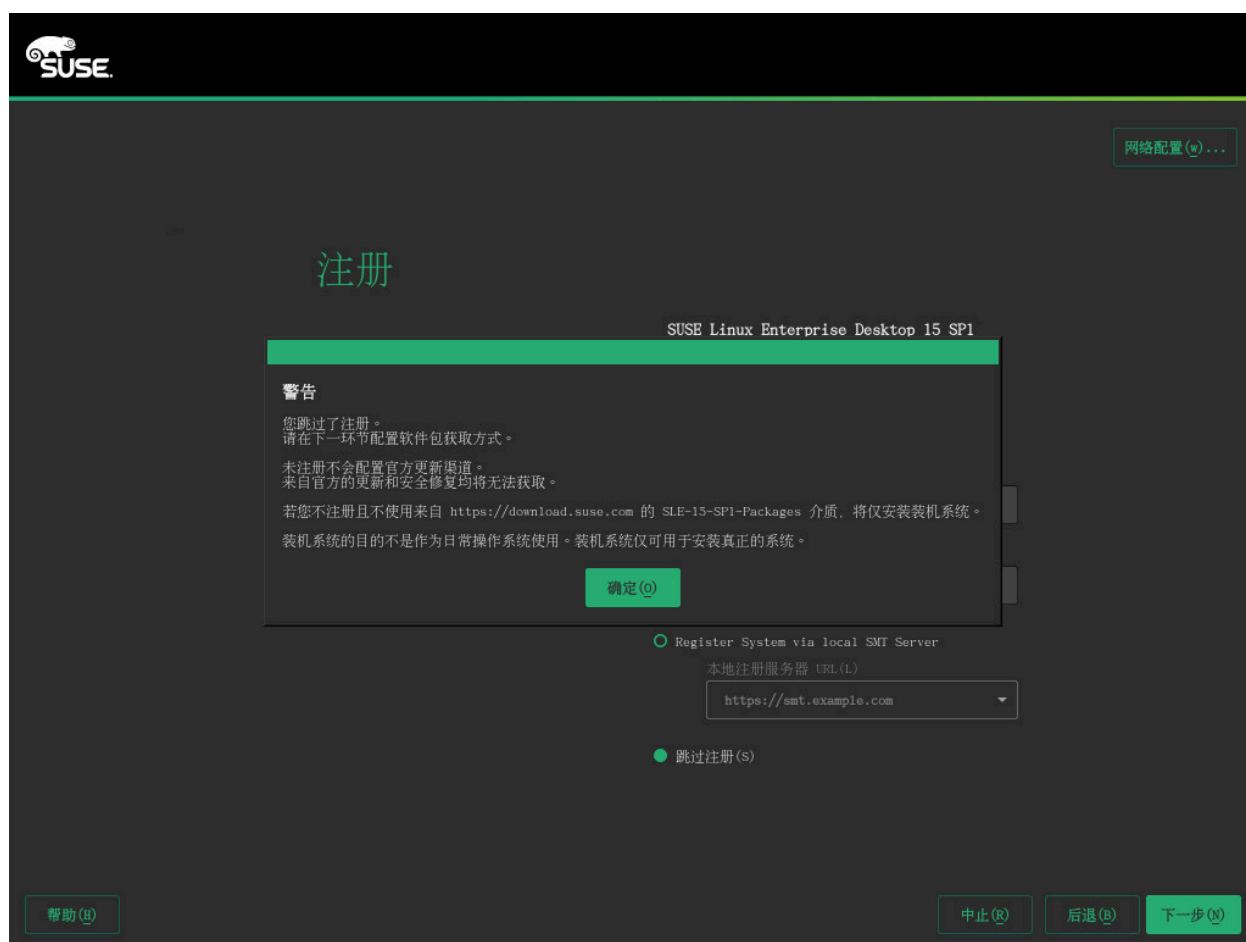 SUSE.
网络配置(w)...
注册
SUSE Linux Enterprise Desktop 15 SP1
警告
您跳过了注册。
请在下一环节配置软件包获取方式。
未注册不会配置官方更新渠道。
来自官方的更新和安全修复均将无法获取。
若您不注册且不使用来自 https://download.suse.com 的 SLE-15-SP1-Packages 介质，将仅安装装机系统。
装机系统的目的不是作为日常操作系统使用。装机系统仅可用于安装真正的系统。
确定(O)
Register System via local SMT Server
本地注册服务器 URL(L)
https://smt.example.com
跳过注册(S)
帮助(H)
中止(R)
后退(B)
下一步(N)